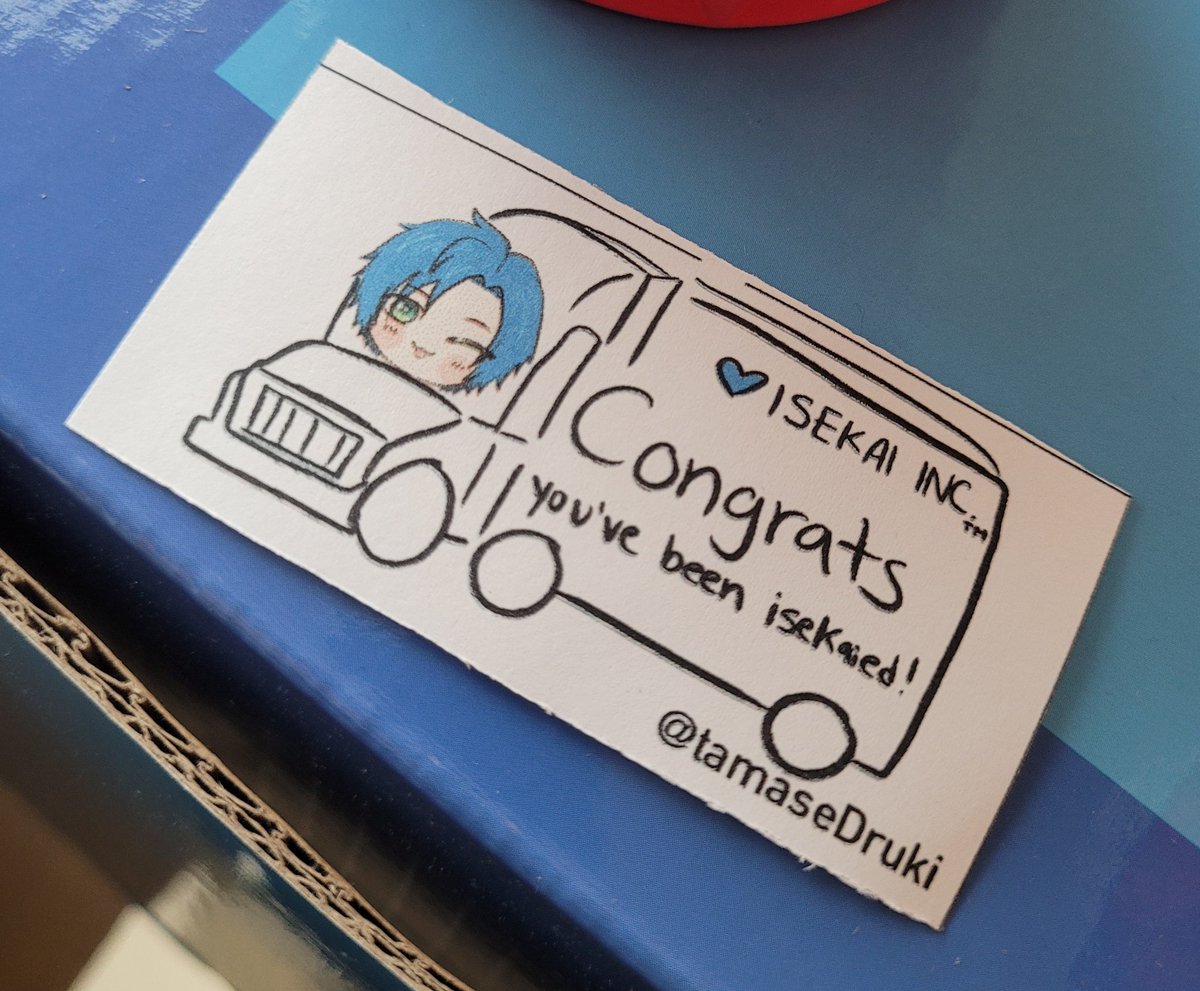 ISEKAI INC.™
Congrats
you've been isekaied!
@tamaseDruki